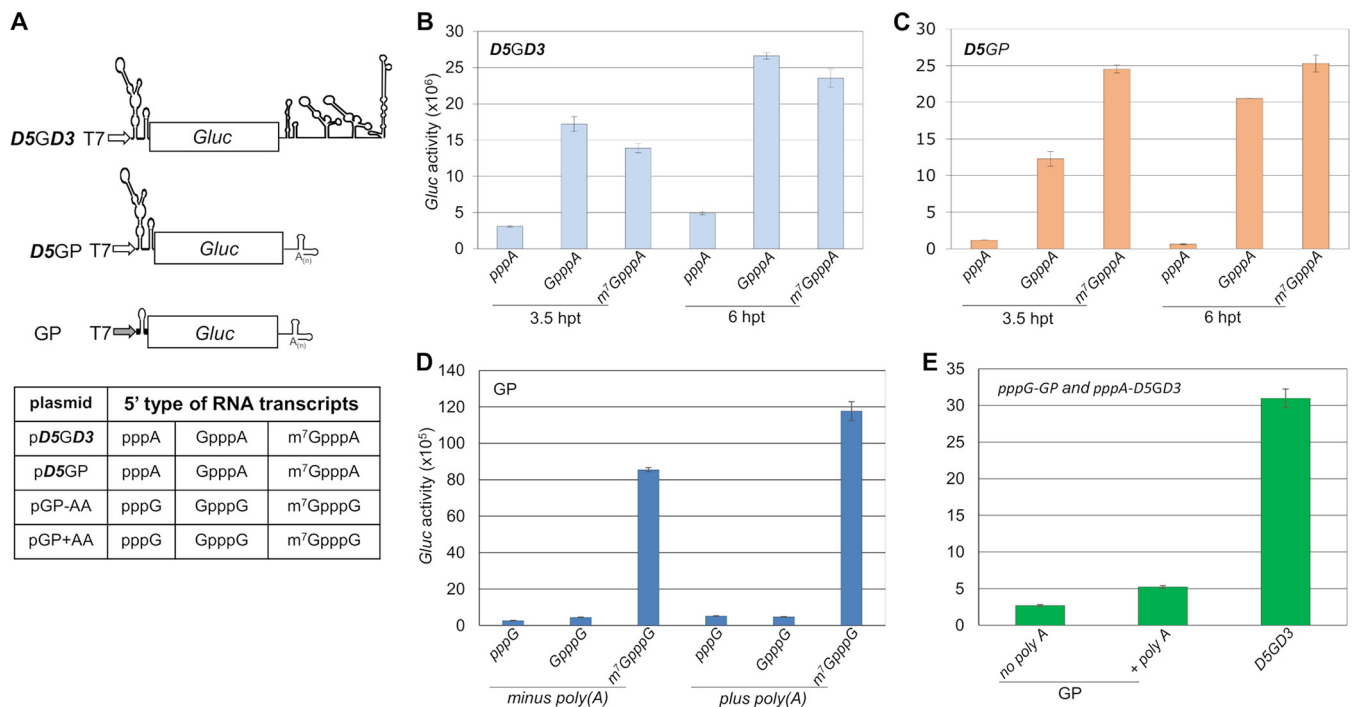 A
D5GD3 T7 Gluc
D5GP T7 Gluc
A(n)
GP T7 Gluc
A(n)
plasmid 5' type of RNA transcripts
pD5GD3 pppA GpppA m⁷GpppA
pD5GP pppA GpppA m⁷GpppA
pGP-AA pppG GpppG m⁷GpppG
pGP+AA pppG GpppG m⁷GpppG
B
D5GD3
Gluc activity (x10⁶)
30
25
20
15
10
5
0
pppA GpppA m⁷GpppA pppA GpppA m⁷GpppA
3.5 hpt 6 hpt
C
D5GP
30
25
20
15
10
5
0
pppA GpppA m⁷GpppA pppA GpppA m⁷GpppA
3.5 hpt 6 hpt
D
GP
Gluc activity (x10⁵)
120
100
80
60
40
20
0
pppG GpppG m⁷GpppG pppG GpppG m⁷GpppG
minus poly(A) plus poly(A)
E
pppG-GP and pppA-D5GD3
35
30
25
20
15
10
5
0
no poly A + poly A D5GD3
GP